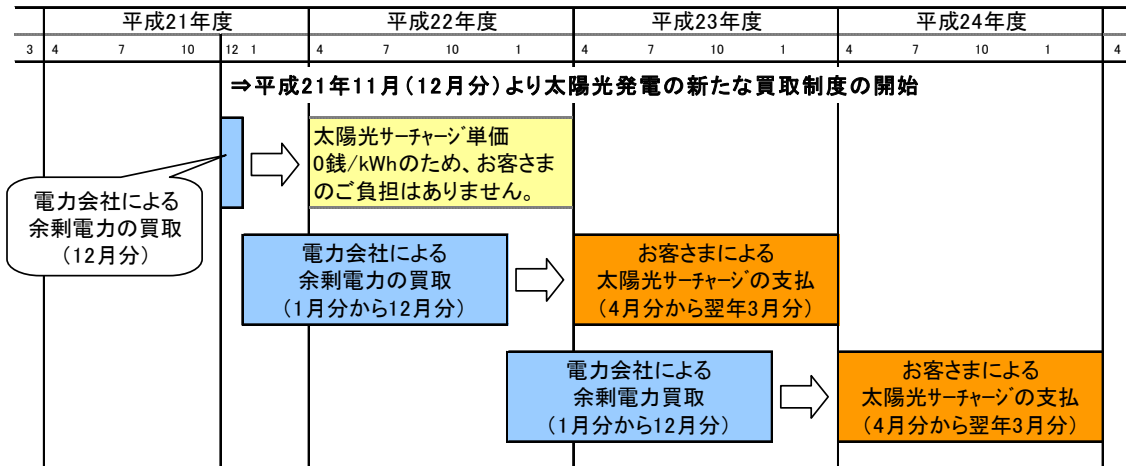 平成21年度 平成22年度 平成23年度 平成24年度
3 4 7 10 12 1 4 7 10 1 4 7 10 1 4 7 10 1 4
⇒平成21年11月(12月分)より太陽光発電の新たな買取制度の開始
太陽光サーチャージ単価
0銭/kWhのため、お客さま
のご負担はありません。
電力会社による
余剰電力の買取
(12月分)
電力会社による
余剰電力の買取
(1月分から12月分)
お客さまによる
太陽光サーチャージの支払
(4月分から翌年3月分)
電力会社による
余剰電力買取
(1月分から12月分)
お客さまによる
太陽光サーチャージの支払
(4月分から翌年3月分)